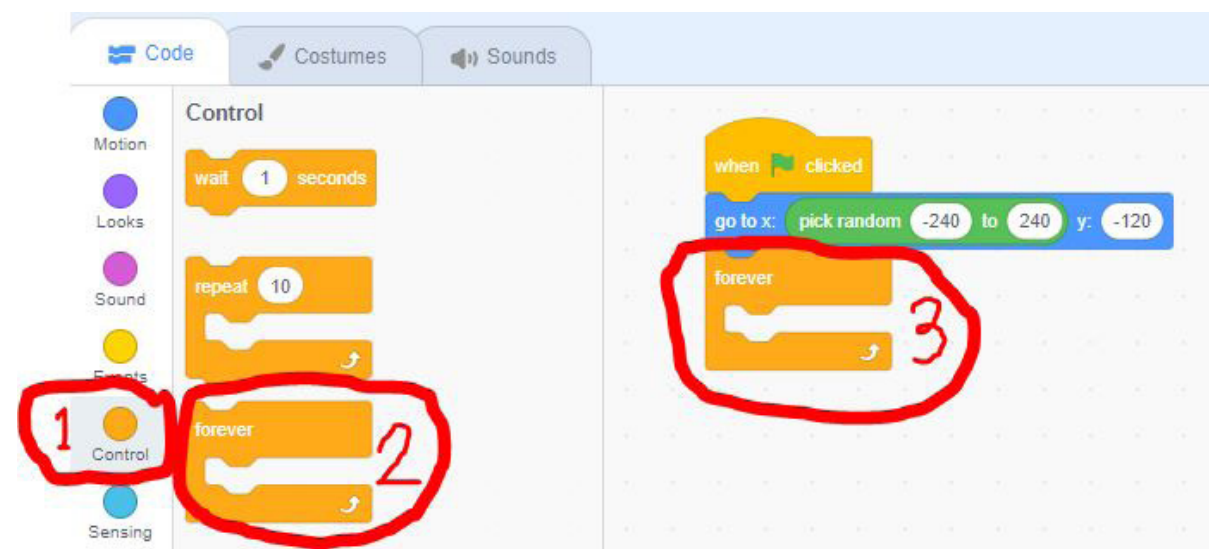 Code
Costumes
Sounds
Motion
Looks
Sound
Events
Control
Sensing
Control
wait 1 seconds
repeat 10
forever
when clicked
go to x: pick random -240 to 240 y: -120
forever
1
2
3